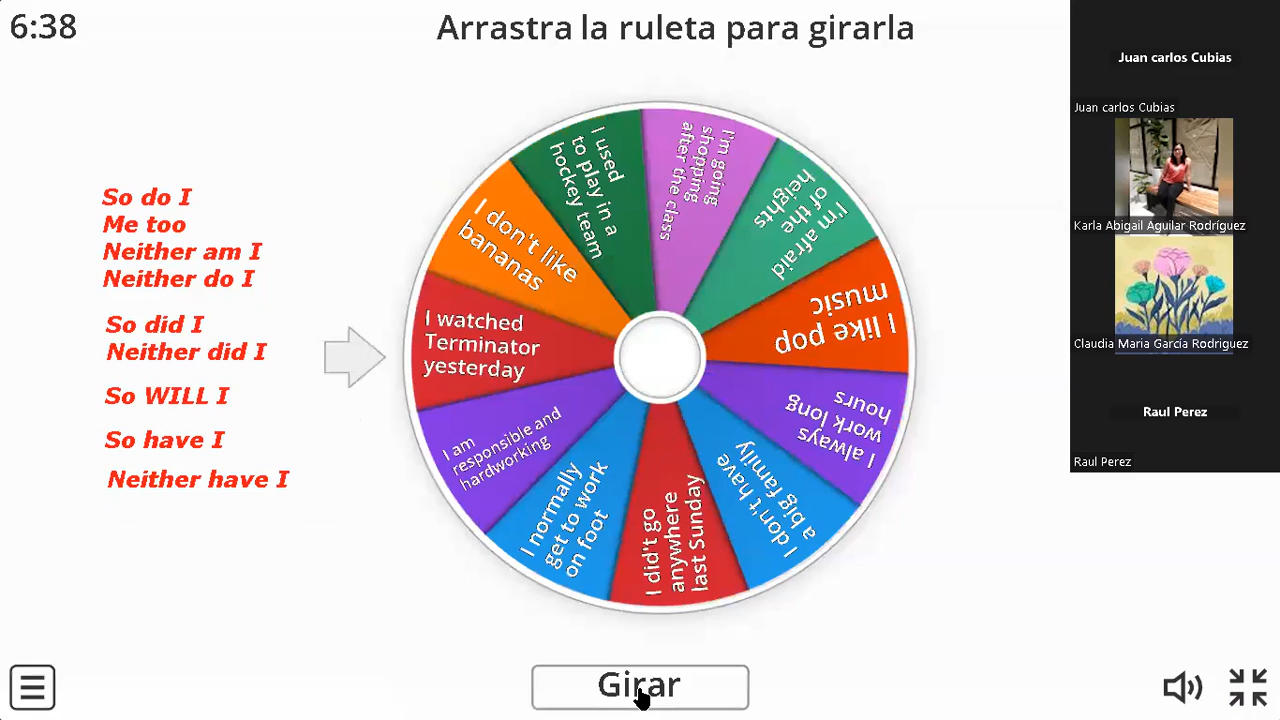 6:38
Arrastra la ruleta para girarla
So do I
Me too
Neither am I
Neither do I
So did I
Neither did I
So WILL I
So have I
Neither have I
I used
to play in a
hockey team
I'm going
shopping
after the class
I'm afraid
of the
heights
I like pop
music
I always
work long
hours
I don't have
a big family
I did't go
anywhere
last Sunday
I normally
get to work
on foot
I am
responsible and
hardworking
I watched
Terminator
yesterday
I don't like
bananas
Girar
Juan carlos Cubias
Juan carlos Cubias
Karla Abigail Aguilar Rodríguez
Claudia Maria García Rodriguez
Raul Perez
Raul Perez